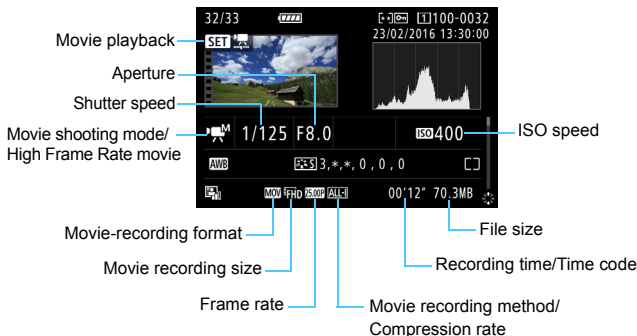 32/33 100-0032
SET 23/02/2016 13:30:00
Movie playback
Aperture
Shutter speed
Movie shooting mode/
High Frame Rate movie
M 1/125 F8.0 ISO 400
ISO speed
AWB S 3,*,*, 0, 0, 0
MOV FHD 25.00P ALL-I 00'12" 70.3MB
Movie-recording format
File size
Movie recording size
Recording time/Time code
Frame rate
Movie recording method/
Compression rate